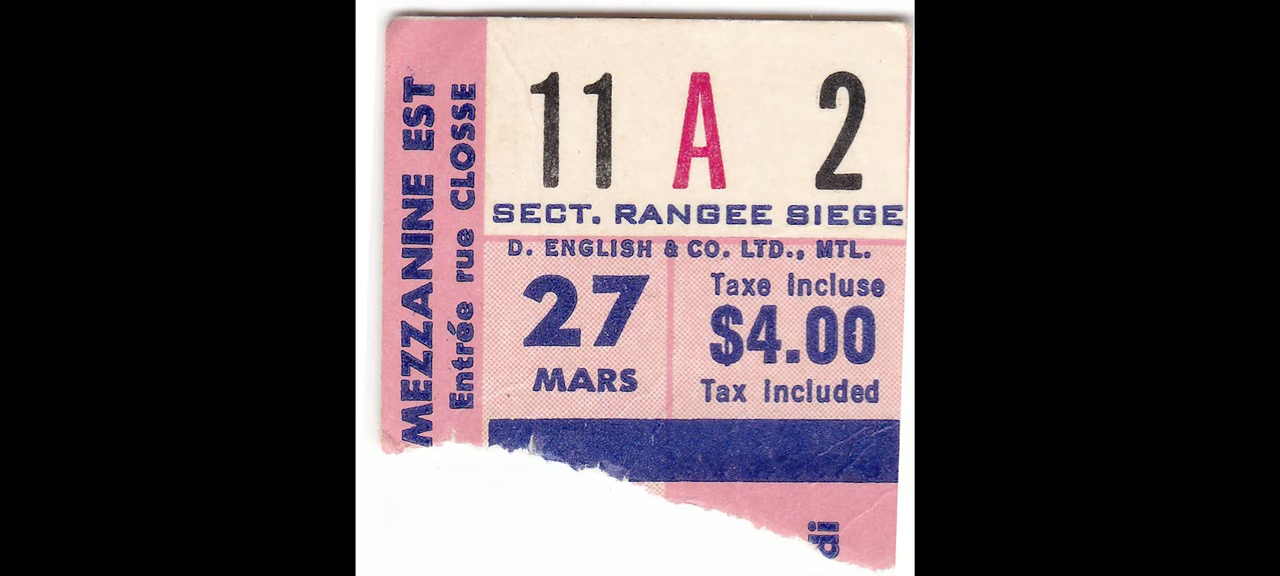 MEZZANINE EST
Entrée rue CLOSSE
11 A 2
SECT. RANGEE SIEGE
D. ENGLISH & CO. LTD., MTL.
27
MARS
Taxe incluse
$4.00
Tax included
di